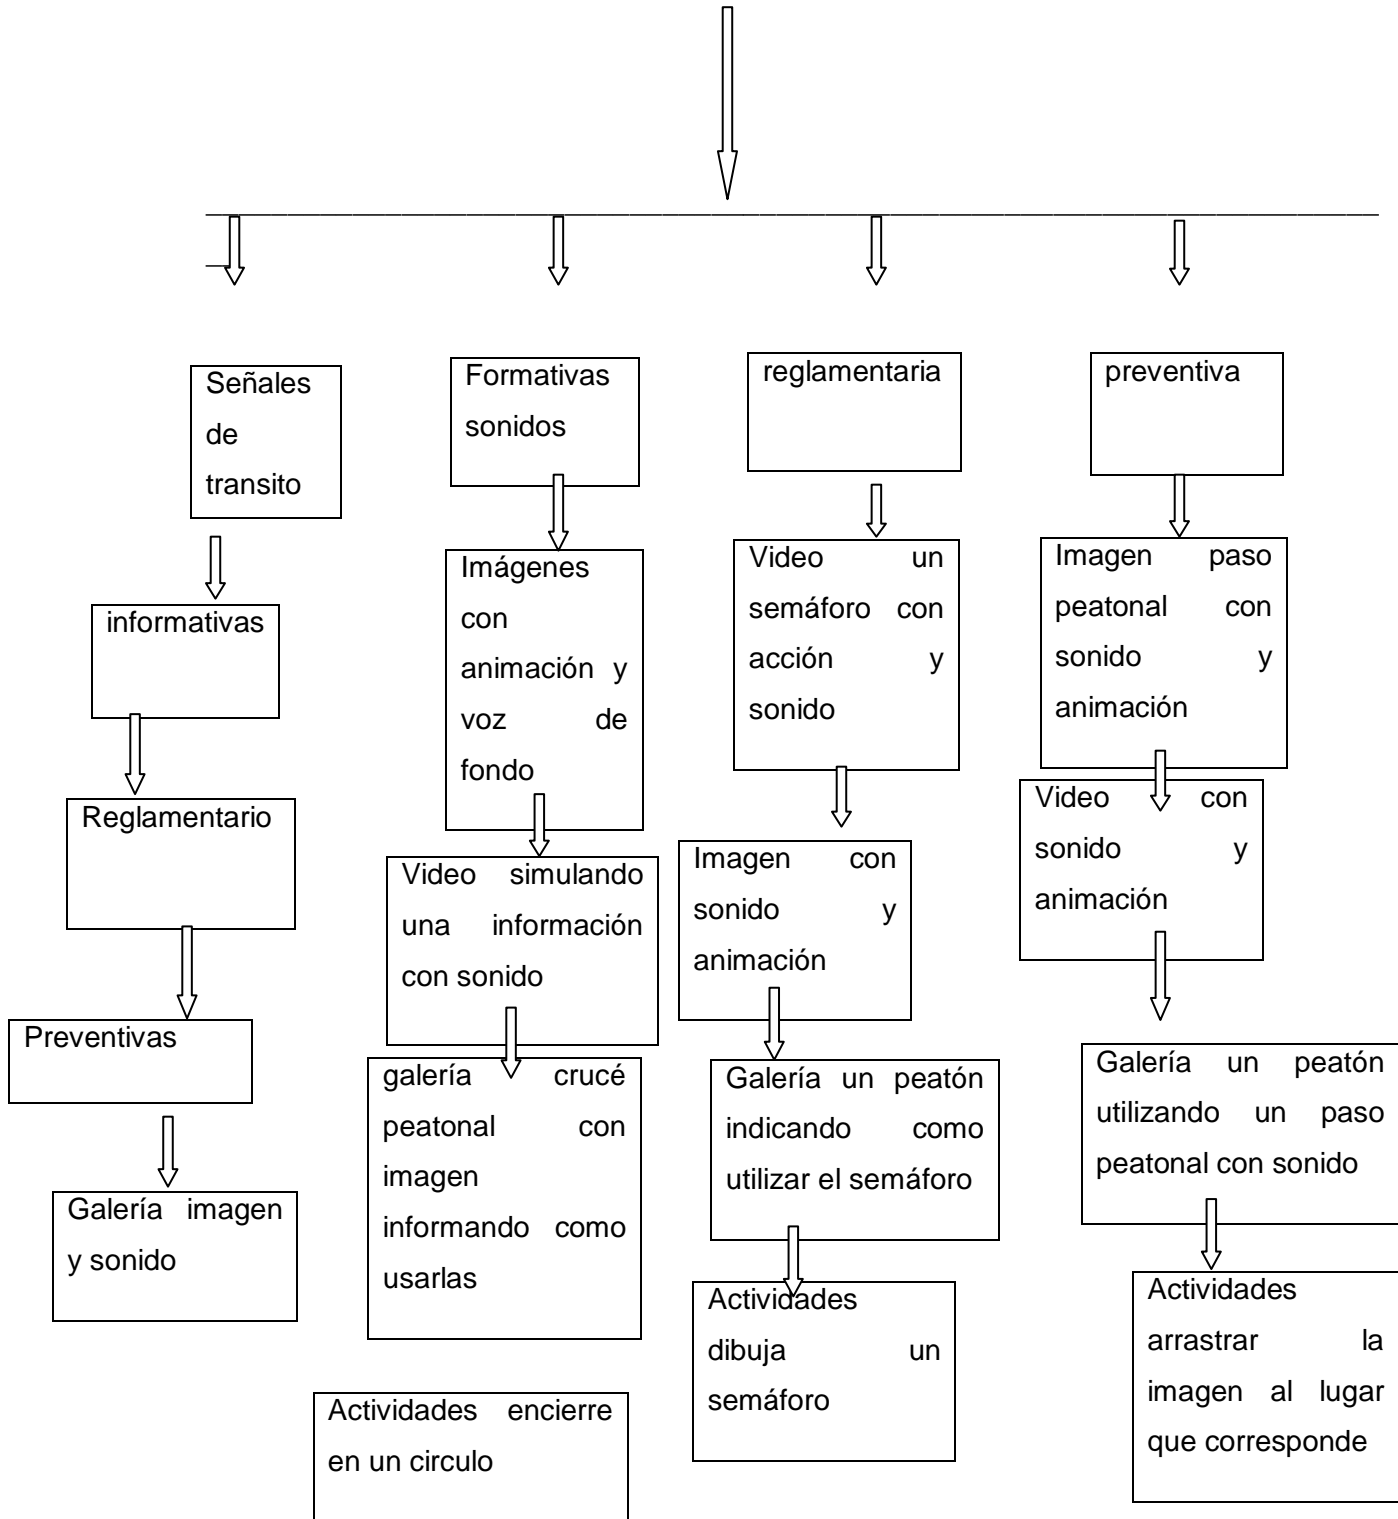 Señales
de
transito
informativas
Reglamentario
Preventivas
Galería imagen
y sonido
Formativas
sonidos
Imágenes
con
animación y
voz de
fondo
Video simulando
una información
con sonido
galería crucé
peatonal con
imagen
informando como
usarlas
Actividades encierre
en un circulo
reglamentaria
Video un
semáforo con
acción y
sonido
Imagen con
sonido y
animación
Galería un peatón
indicando como
utilizar el semáforo
Actividades
dibuja un
semáforo
preventiva
Imagen paso
peatonal con
sonido y
animación
Video con
sonido y
animación
Galería un peatón
utilizando un paso
peatonal con sonido
Actividades
arrastrar la
imagen al lugar
que corresponde